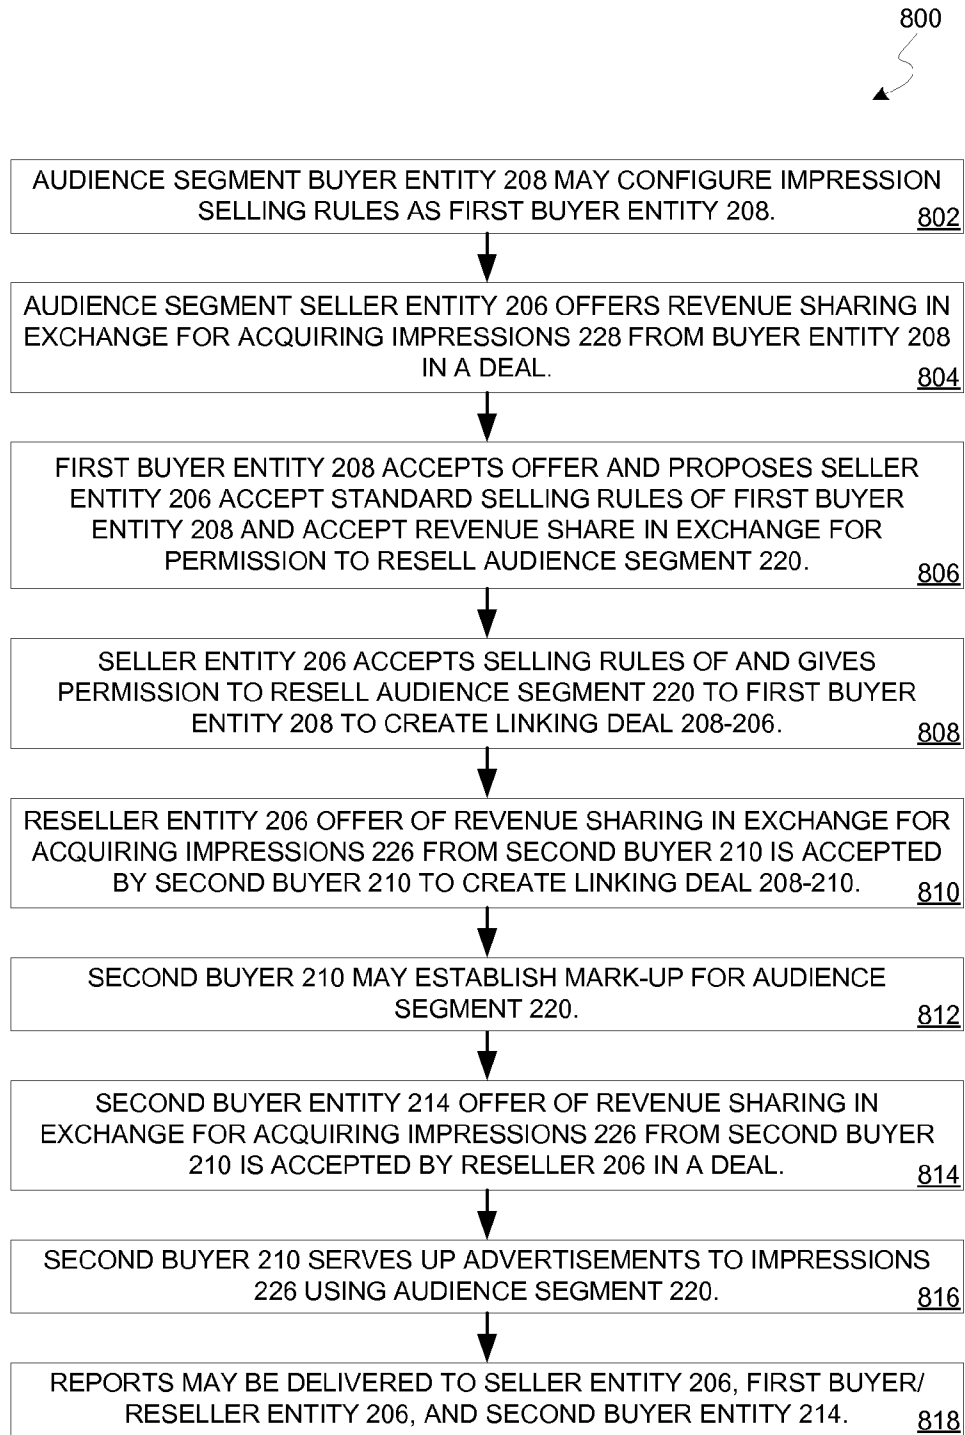 800
AUDIENCE SEGMENT BUYER ENTITY 208 MAY CONFIGURE IMPRESSION
SELLING RULES AS FIRST BUYER ENTITY 208.
802
AUDIENCE SEGMENT SELLER ENTITY 206 OFFERS REVENUE SHARING IN
EXCHANGE FOR ACQUIRING IMPRESSIONS 228 FROM BUYER ENTITY 208
IN A DEAL.
804
FIRST BUYER ENTITY 208 ACCEPTS OFFER AND PROPOSES SELLER
ENTITY 206 ACCEPT STANDARD SELLING RULES OF FIRST BUYER
ENTITY 208 AND ACCEPT REVENUE SHARE IN EXCHANGE FOR
PERMISSION TO RESELL AUDIENCE SEGMENT 220.
806
SELLER ENTITY 206 ACCEPTS SELLING RULES OF AND GIVES
PERMISSION TO RESELL AUDIENCE SEGMENT 220 TO FIRST BUYER
ENTITY 208 TO CREATE LINKING DEAL 208-206.
808
RESELLER ENTITY 206 OFFER OF REVENUE SHARING IN EXCHANGE FOR
ACQUIRING IMPRESSIONS 226 FROM SECOND BUYER 210 IS ACCEPTED
BY SECOND BUYER 210 TO CREATE LINKING DEAL 208-210.
810
SECOND BUYER 210 MAY ESTABLISH MARK-UP FOR AUDIENCE
SEGMENT 220.
812
SECOND BUYER ENTITY 214 OFFER OF REVENUE SHARING IN
EXCHANGE FOR ACQUIRING IMPRESSIONS 226 FROM SECOND BUYER
210 IS ACCEPTED BY RESELLER 206 IN A DEAL.
814
SECOND BUYER 210 SERVES UP ADVERTISEMENTS TO IMPRESSIONS
226 USING AUDIENCE SEGMENT 220.
816
REPORTS MAY BE DELIVERED TO SELLER ENTITY 206, FIRST BUYER/
RESELLER ENTITY 206, AND SECOND BUYER ENTITY 214.
818